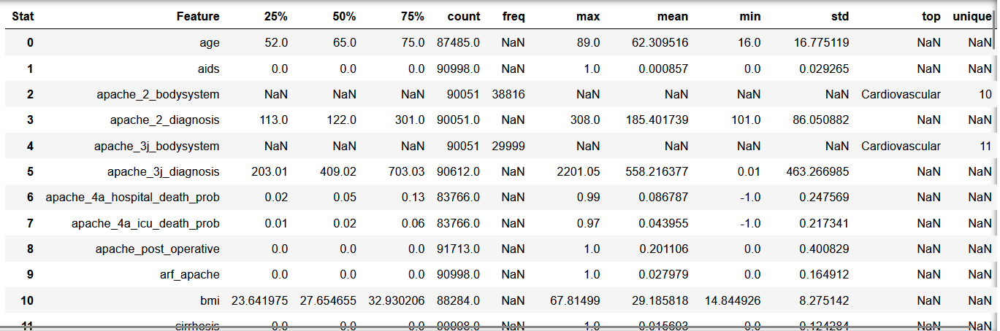 Stat Feature 25% 50% 75% count freq max mean min std top unique
0 age 52.0 65.0 75.0 87485.0 NaN 89.0 62.309516 16.0 16.775119 NaN NaN
1 aids 0.0 0.0 0.0 90998.0 NaN 1.0 0.000857 0.0 0.029265 NaN NaN
2 apache_2_bodysystem NaN NaN NaN 90051 38816 NaN NaN NaN NaN Cardiovascular 10
3 apache_2_diagnosis 113.0 122.0 301.0 90051.0 NaN 308.0 185.401739 101.0 86.050882 NaN NaN
4 apache_3j_bodysystem NaN NaN NaN 90051 29999 NaN NaN NaN NaN Cardiovascular 11
5 apache_3j_diagnosis 203.01 409.02 703.03 90612.0 NaN 2201.05 558.216377 0.01 463.266985 NaN NaN
6 apache_4a_hospital_death_prob 0.02 0.05 0.13 83766.0 NaN 0.99 0.086787 -1.0 0.247569 NaN NaN
7 apache_4a_icu_death_prob 0.01 0.02 0.06 83766.0 NaN 0.97 0.043955 -1.0 0.217341 NaN NaN
8 apache_post_operative 0.0 0.0 0.0 91713.0 NaN 1.0 0.201106 0.0 0.400829 NaN NaN
9 arf_apache 0.0 0.0 0.0 90998.0 NaN 1.0 0.027979 0.0 0.164912 NaN NaN
10 bmi 23.641975 27.654655 32.930206 88284.0 NaN 67.81499 29.185818 14.844926 8.275142 NaN NaN
11 cirrhosis 0.0 0.0 0.0 90998.0 NaN 1.0 0.015693 0.0 0.124284 NaN NaN